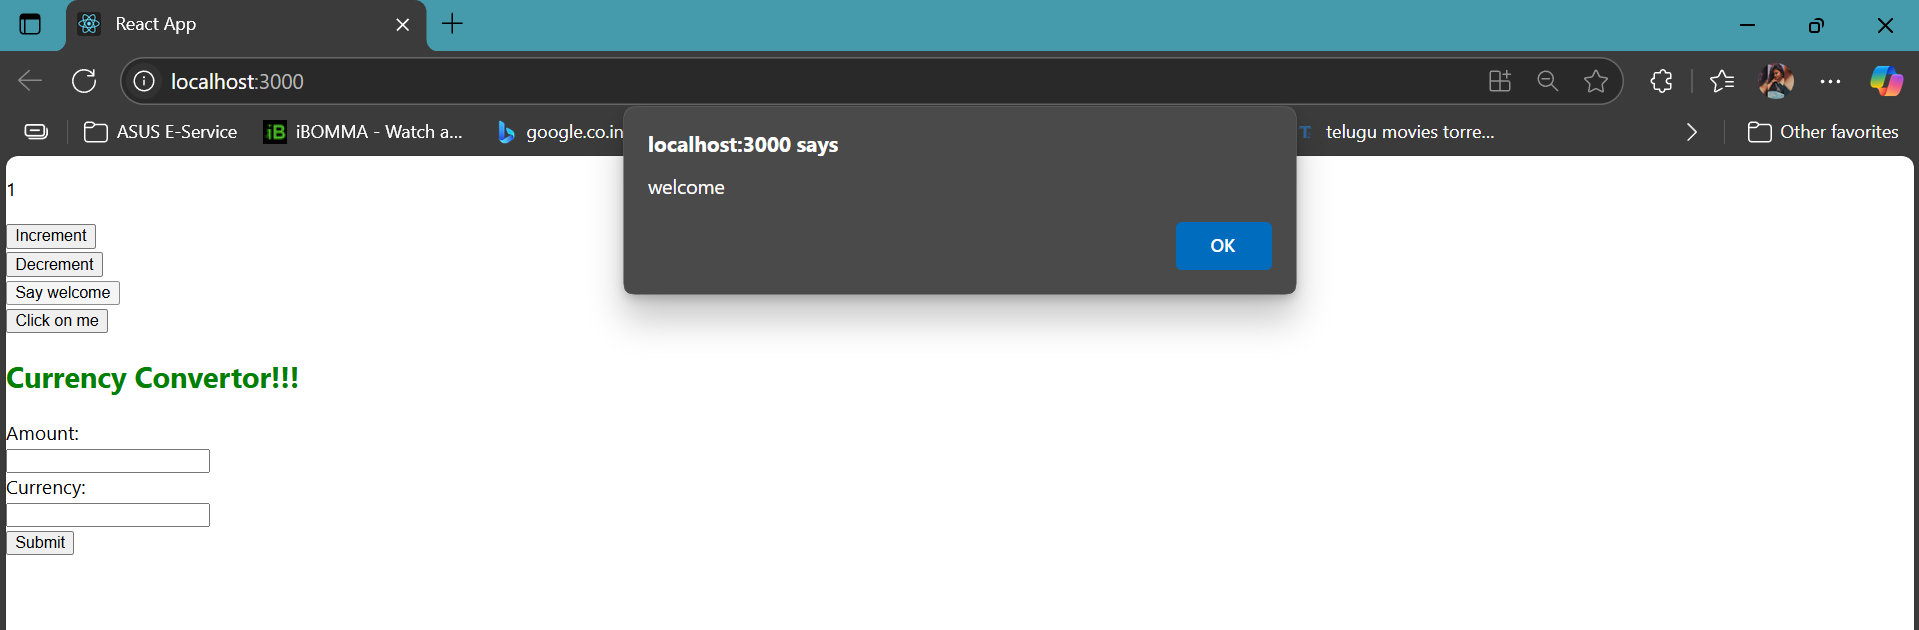 React App
localhost:3000
ASUS E-Service
iBOMMA - Watch a...
google.co.in
telugu movies torre...
Other favorites
localhost:3000 says
welcome
OK
1
Increment
Decrement
Say welcome
Click on me
Currency Convertor!!!
Amount:
Currency:
Submit